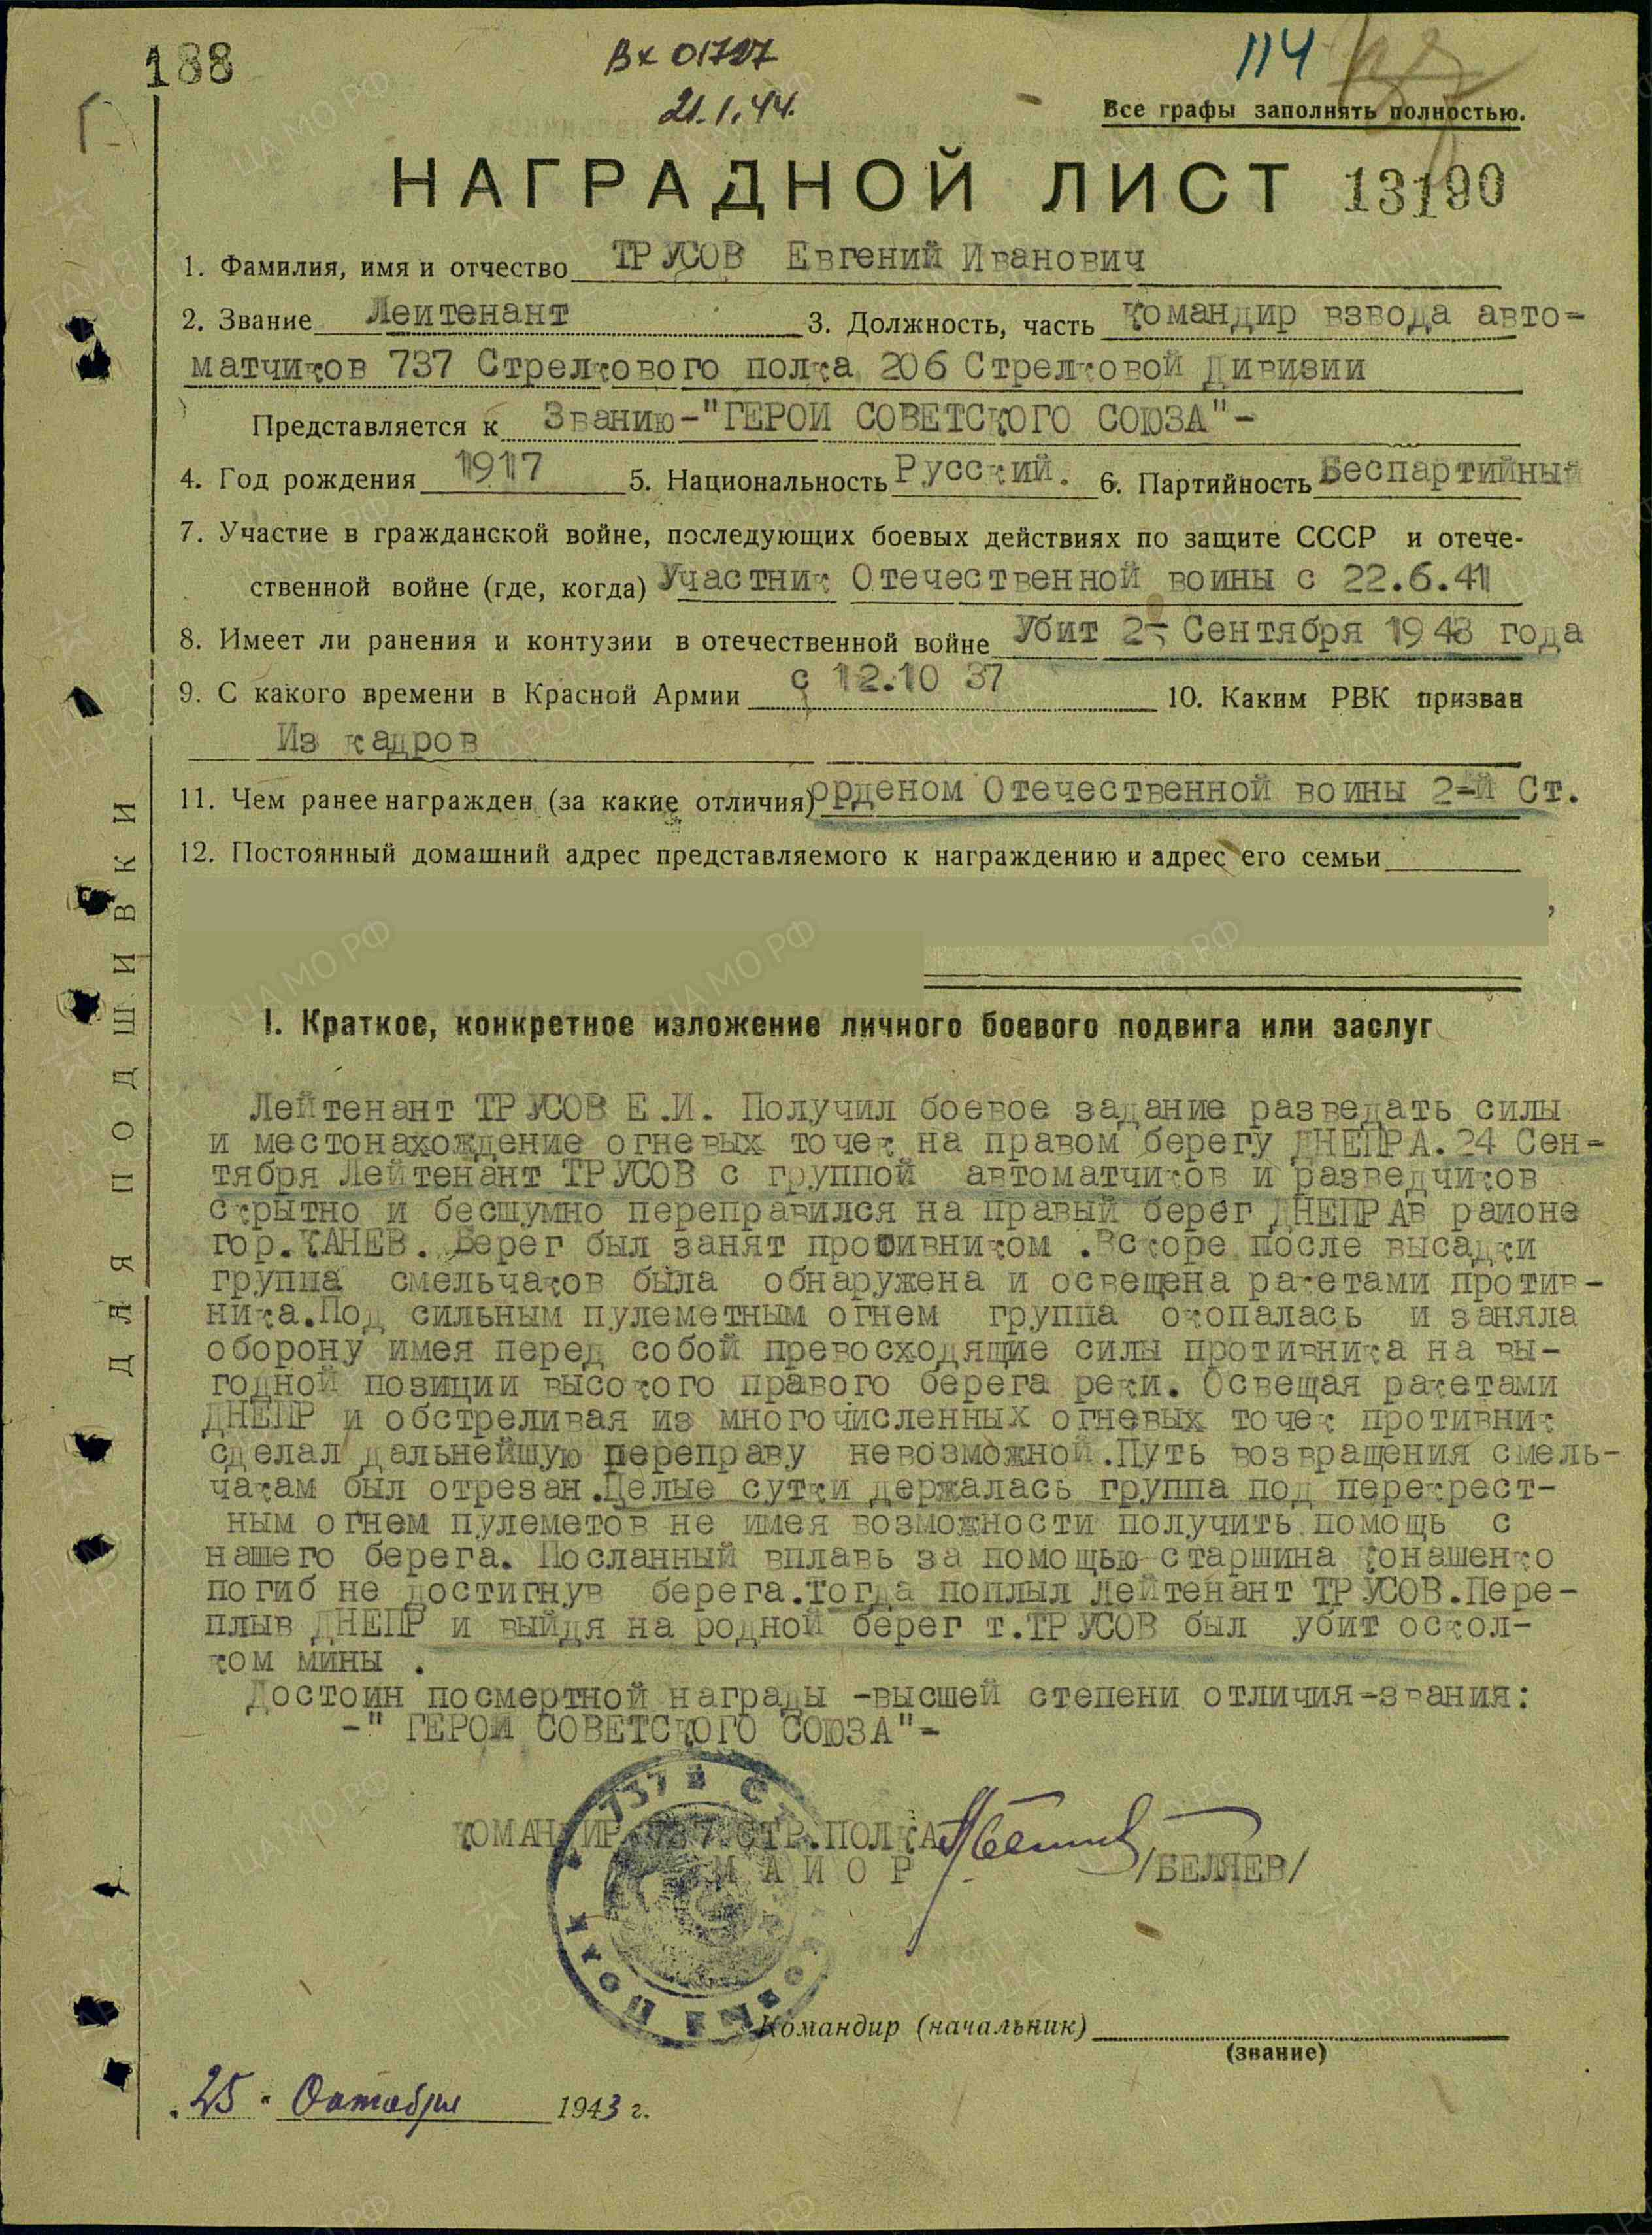 188
Вх 01727
114
21.1.44.
Все графы заполнять полностью.
НАГРАДНОЙ ЛИСТ 13190
1. Фамилия, имя и отчество ТРУСОВ Евгений Иванович
2. Звание Лейтенант 3. Должность, часть Командир взвода авто-
матчиков 737 Стрелкового полка 206 Стрелковой Дивизии
Представляется к Званию-"ГЕРОЙ СОВЕТСКОГО СОЮЗА"-
4. Год рождения 1917 5. Национальность Русский. 6. Партийность Беспартийный
7. Участие в гражданской войне, последующих боевых действиях по защите СССР и отече-
ственной войне (где, когда) Участник Отечественной войны с 22.6.41
8. Имеет ли ранения и контузии в отечественной войне Убит Сентября 1943 года
9. С какого времени в Красной Армии с 12.10 37 10. Каким РВК призван
Из кадров
11. Чем ранее награжден (за какие отличия) орденом Отечественной войны 2-й Ст.
12. Постоянный домашний адрес представляемого к награждению и адрес его семьи
I. Краткое, конкретное изложение личного боевого подвига или заслуг
Лейтенант ТРУСОВ Е.И. Получил боевое задание разведать силы
и местонахождение огневых точек на правом берегу ДНЕПРА. 24 Сен-
тября Лейтенант ТРУСОВ с группой автоматчиков и разведчиков
скрытно и бесшумно переправился на правый берег ДНЕПРАв районе
гор.КАНЕВ. Берег был занят противником .Вскоре после высадки
группа смельчаков была обнаружена и освещена ракетами против-
ника.Под сильным пулеметным огнем группа окопалась и заняла
оборону имея перед собой превосходящие силы противника на вы-
годной позиции высокого правого берега реки. Освещая ракетами
ДНЕПР и обстреливая из многочисленных огневых точек противник
сделал дальнейшую переправу невозможной.Путь возвращения смель-
чакам был отрезан.Целые сутки держалась группа под перекрест-
ным огнем пулеметов не имея возможности получить помощь с
нашего берега. Посланный вплавь за помощью старшина Конашенко
погиб не достигнув берега.Тогда поплыл Лейтенант ТРУСОВ.Пере-
плыв ДНЕПР и выйдя на родной берег т.ТРУСОВ был убит оскол-
ком мины .
Достоин посмертной награды -высшей степени отличия-звания:
-" ГЕРОЙ СОВЕТСКОГО СОЮЗА"-
КОМАНДИР 737 СТР.ПОЛКА
МАЙОР /БЕЛЯЕВ/
Командир (начальник)
(звание)
"25" Октября 1943 г.
ДЛЯ ПОДШИВКИ